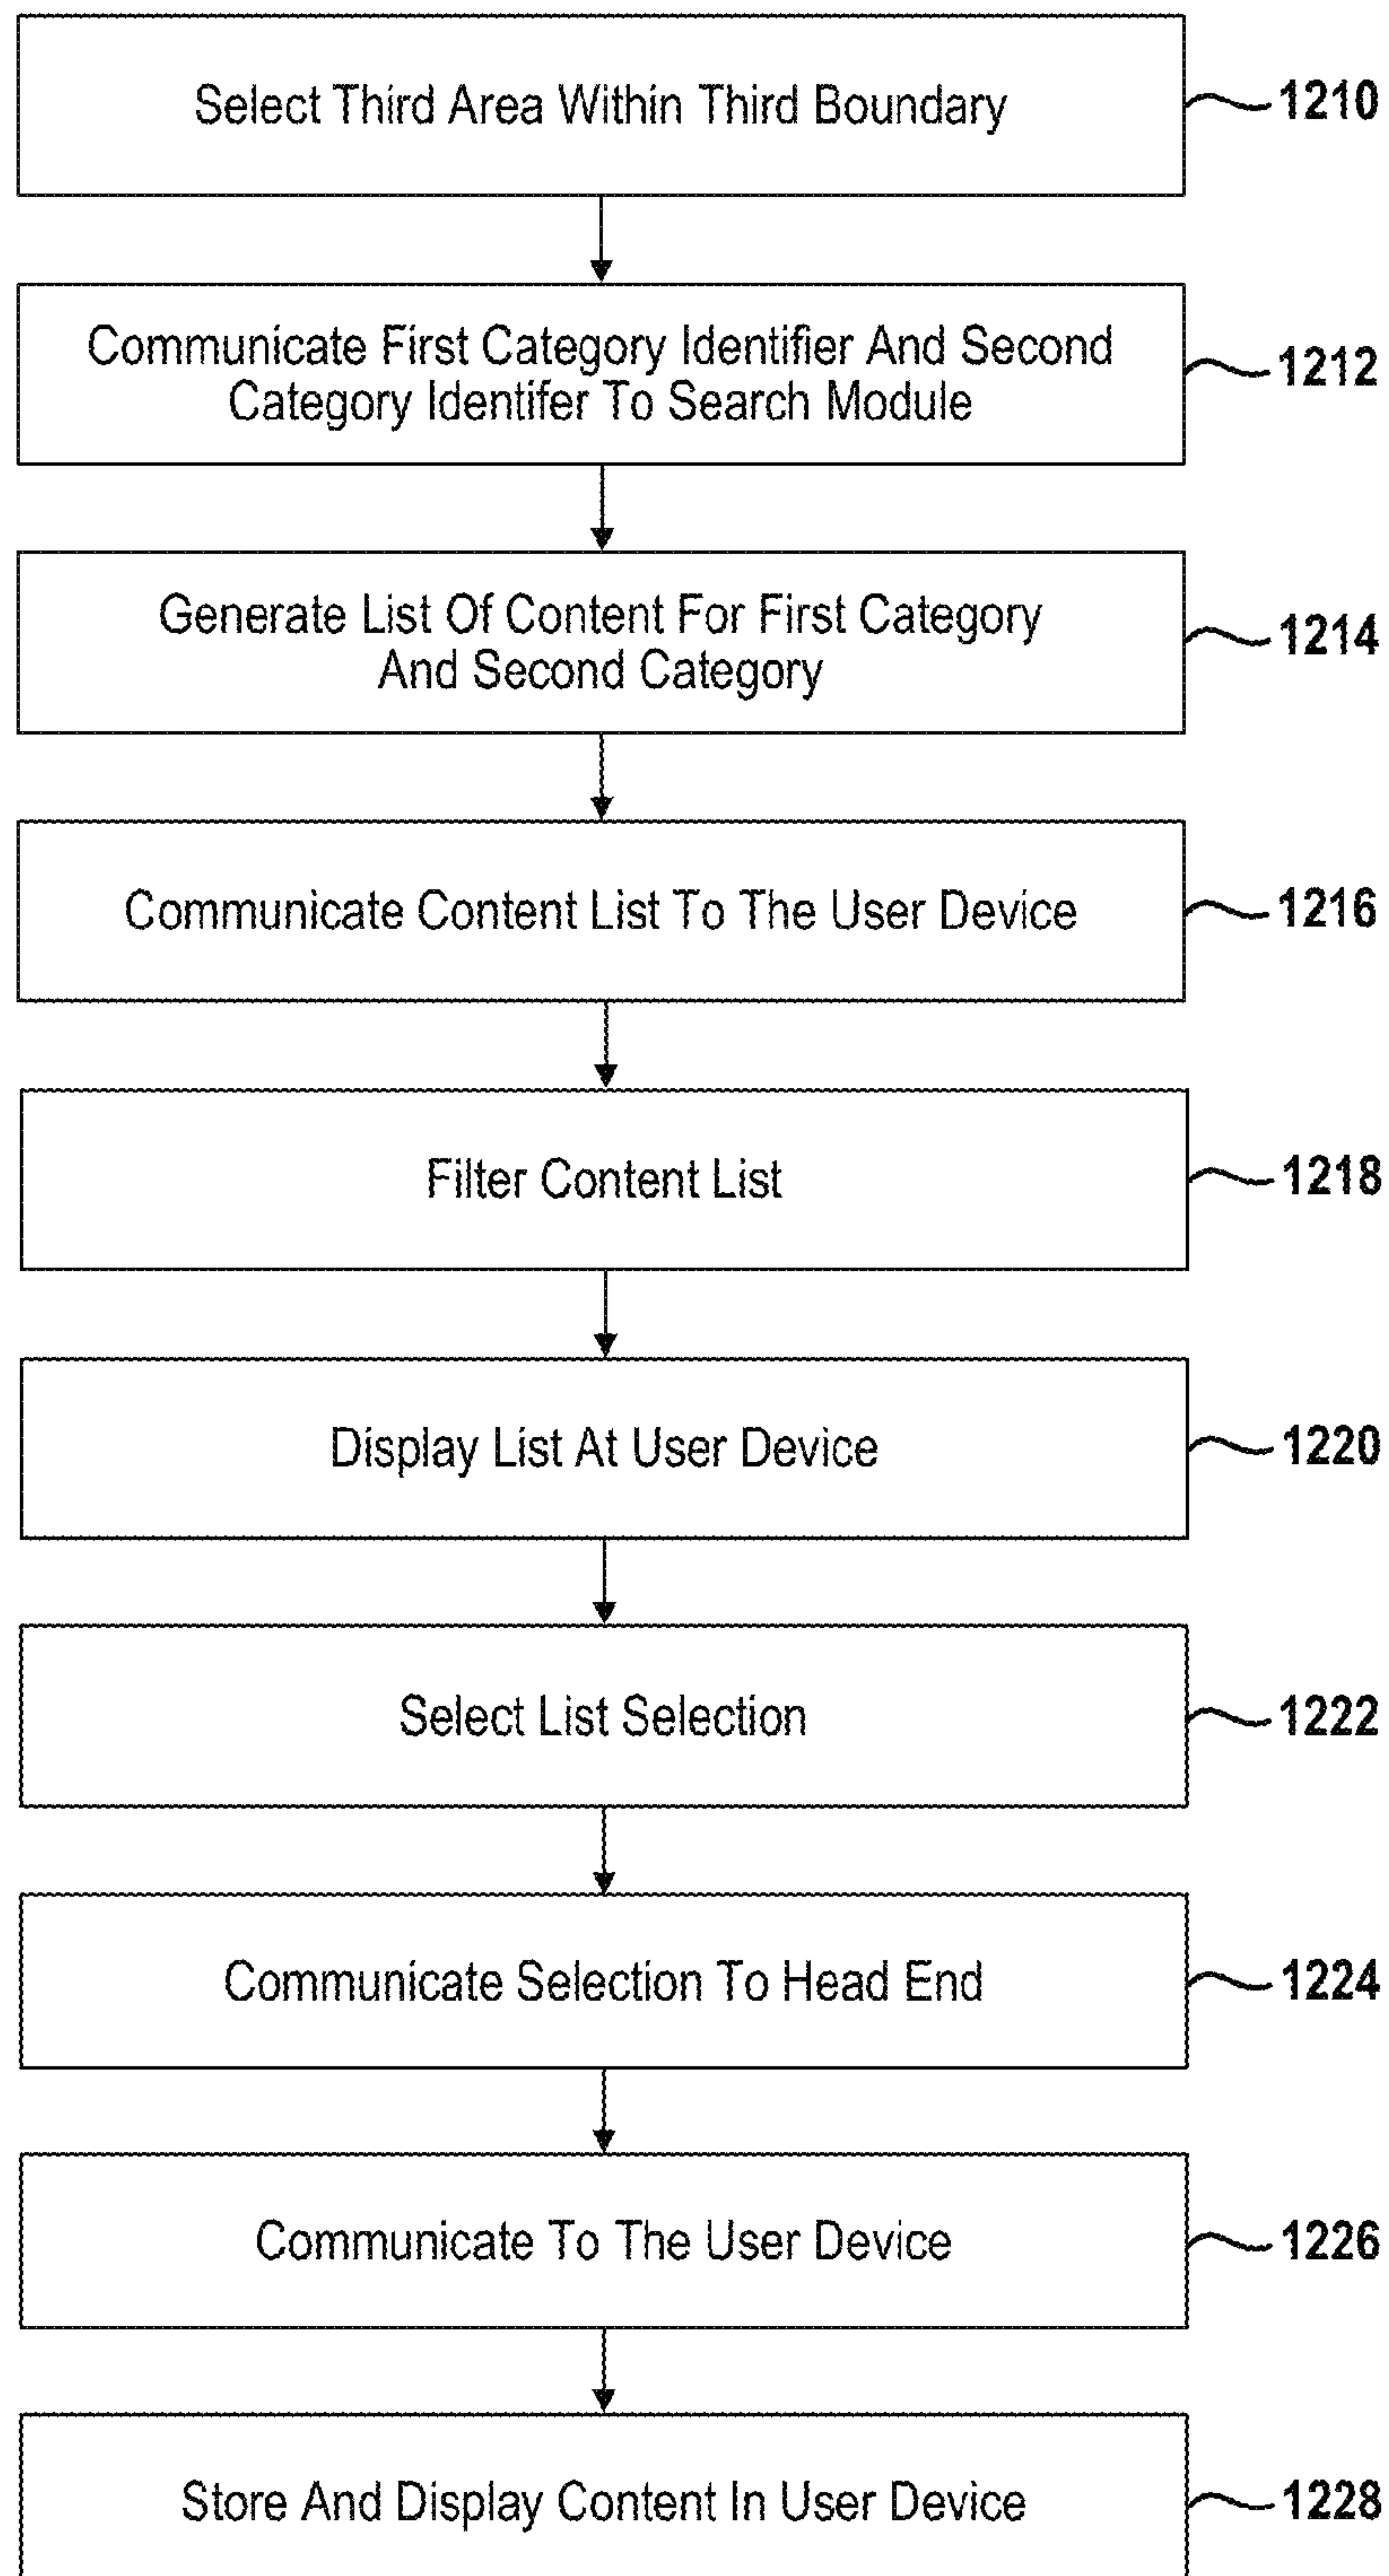 Select Third Area Within Third Boundary
1210
Communicate First Category Identifier And Second
Category Identifer To Search Module
1212
Generate List Of Content For First Category
And Second Category
1214
Communicate Content List To The User Device
1216
Filter Content List
1218
Display List At User Device
1220
Select List Selection
1222
Communicate Selection To Head End
1224
Communicate To The User Device
1226
Store And Display Content In User Device
1228